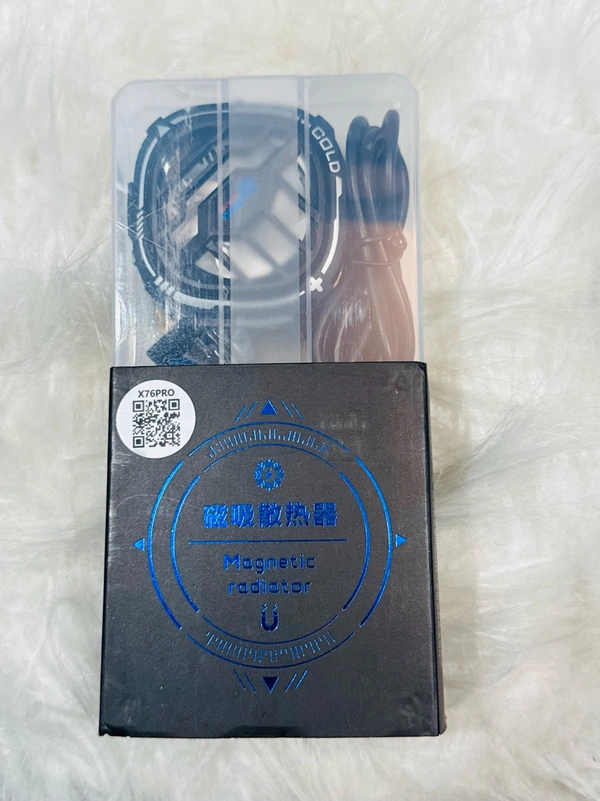 COLD
X76PRO
磁吸散热器
Magnetic
radiator